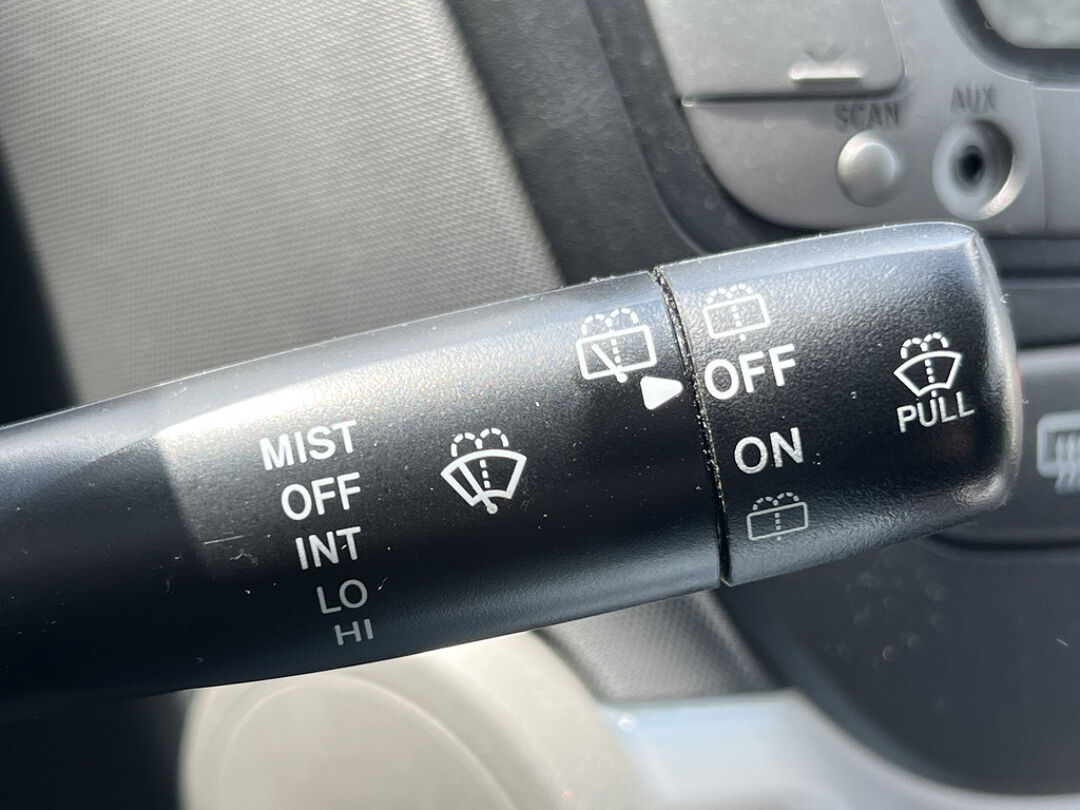 SCAN
AUX
OFF
ON
PULL
MIST
OFF
INT
LO
HI